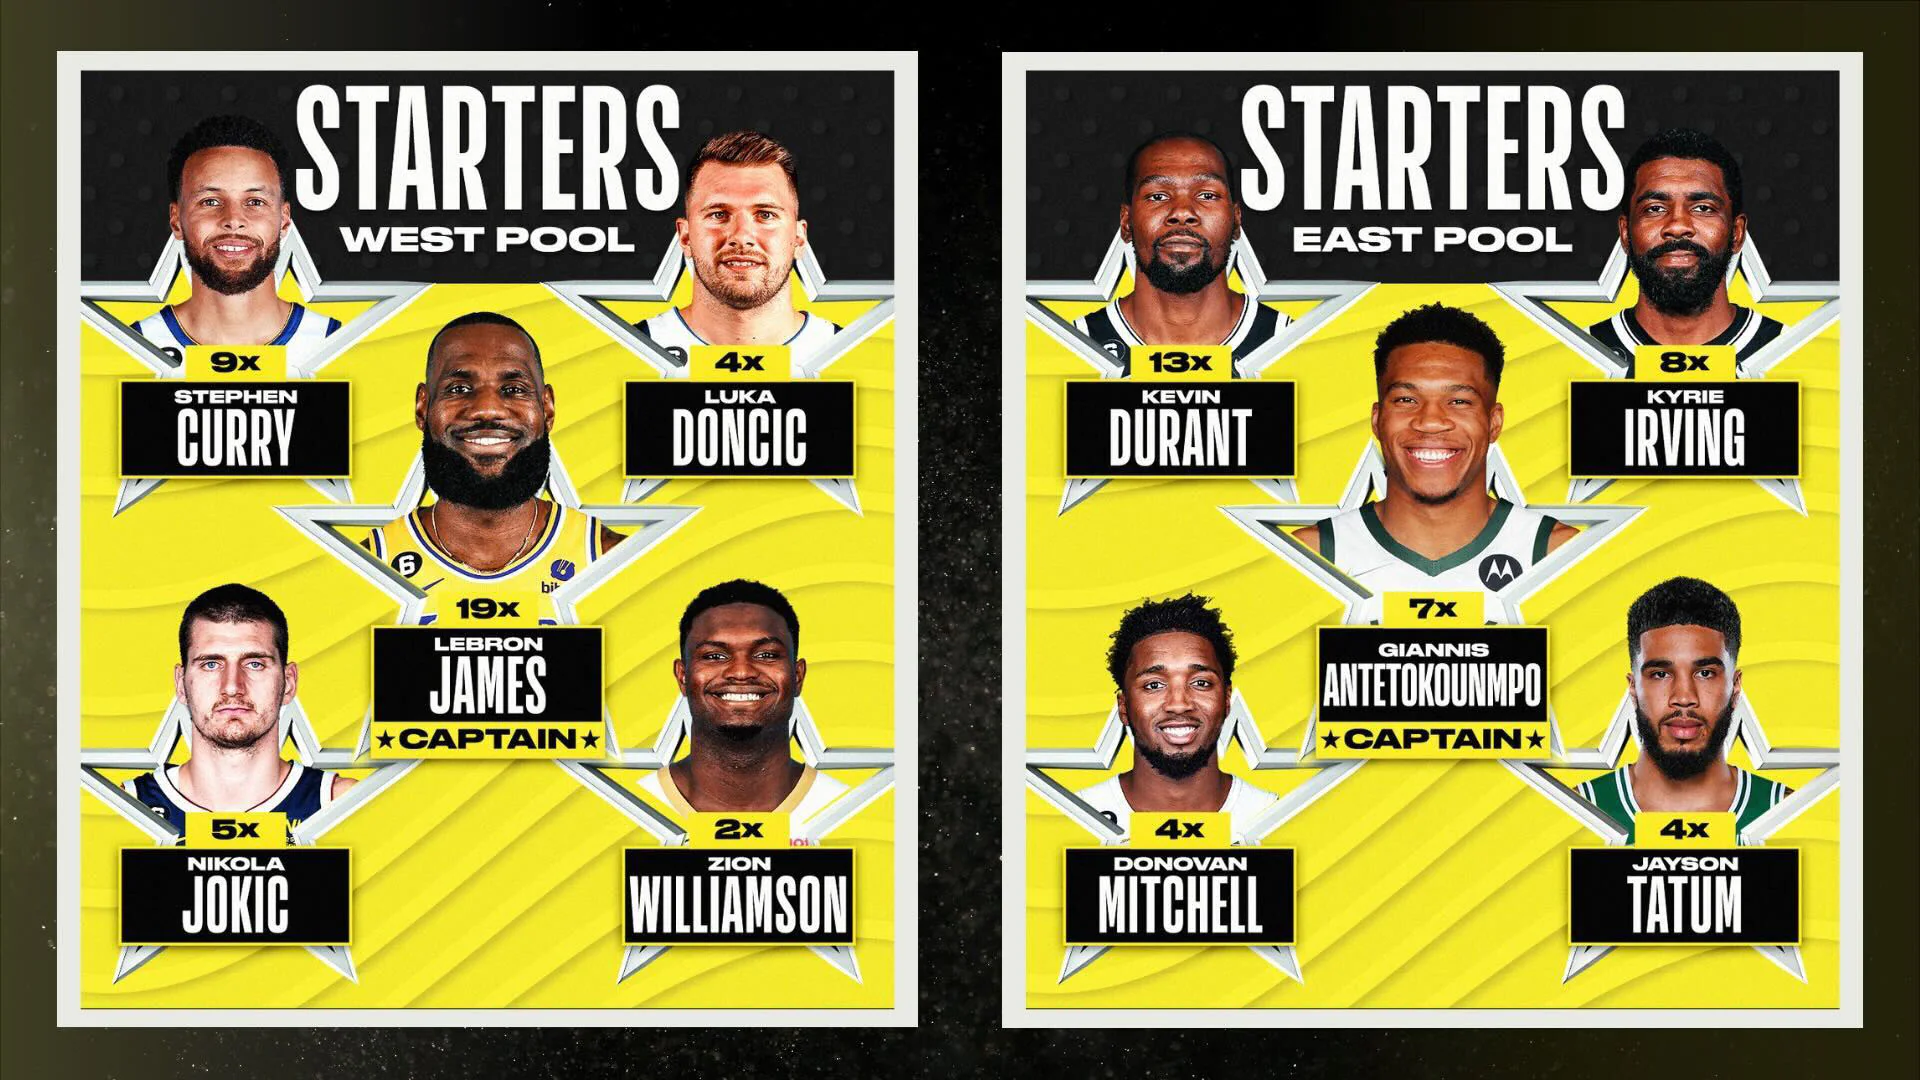 STARTERS
WEST POOL
9x
STEPHEN
CURRY
4x
LUKA
DONCIC
6
bi
19x
LEBRON
JAMES
★CAPTAIN★
5x
NIKOLA
JOKIC
2x
ZION
WILLIAMSON
STARTERS
EAST POOL
13x
KEVIN
DURANT
8x
KYRIE
IRVING
7x
GIANNIS
ANTETOKOUNMPO
★CAPTAIN★
4x
DONOVAN
MITCHELL
4x
JAYSON
TATUM